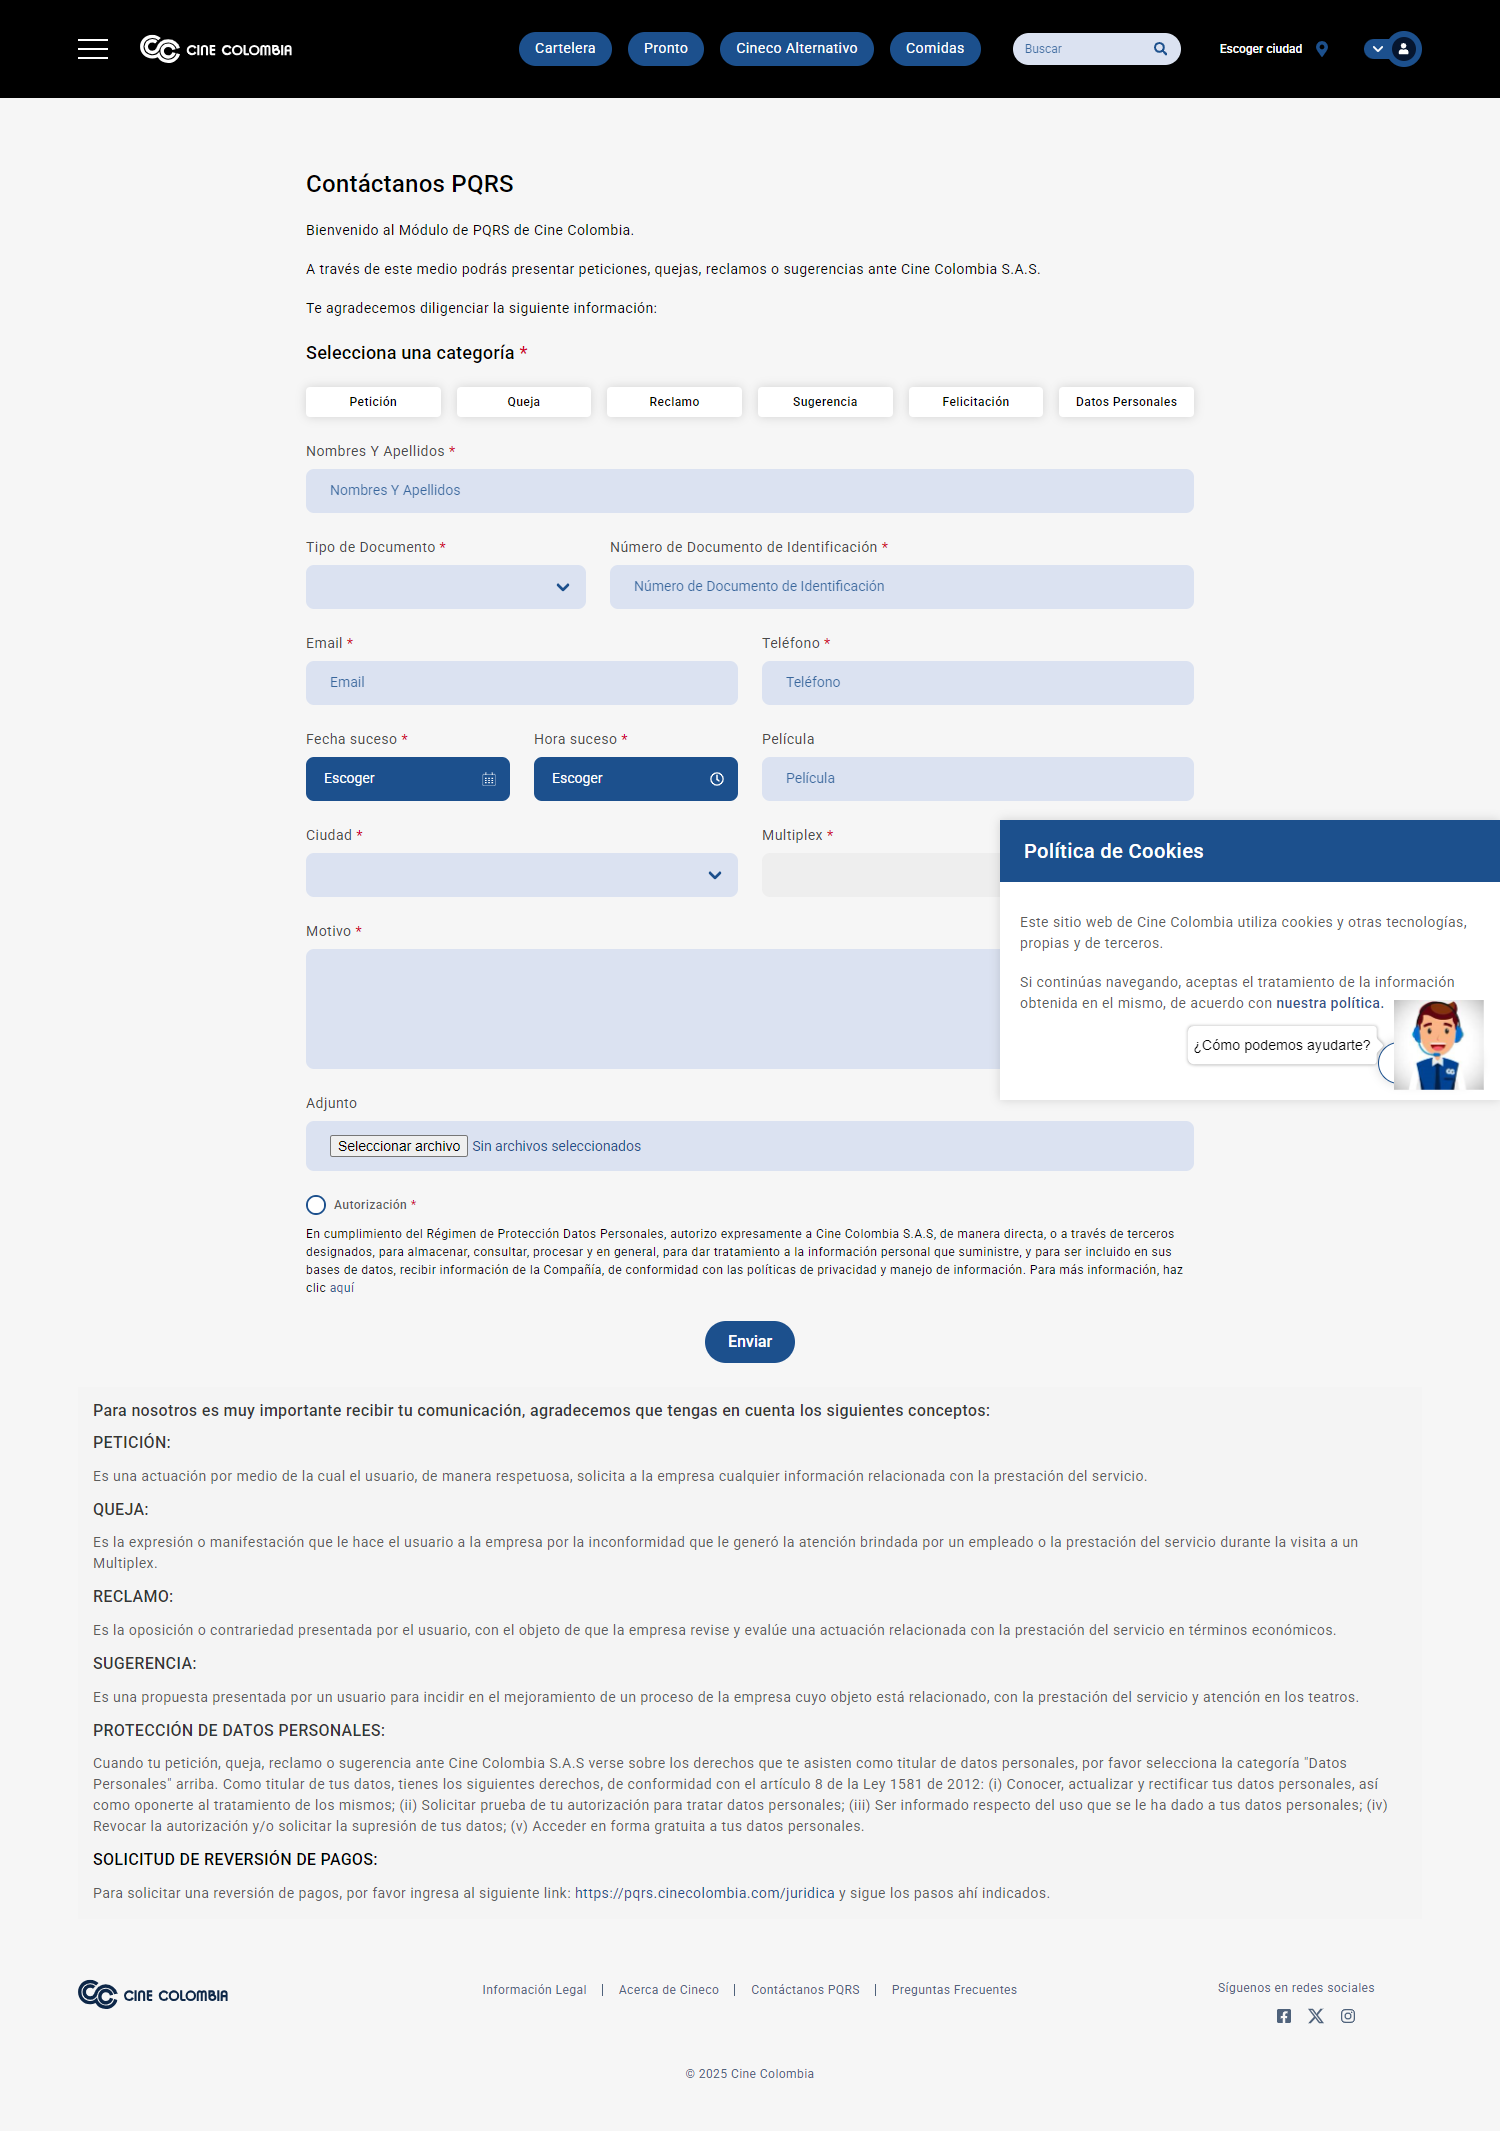 CINE COLOMBIA
Cartelera
Pronto
Cineco Alternativo
Comidas
Buscar
Escoger ciudad
Contáctanos PQRS
Bienvenido al Módulo de PQRS de Cine Colombia.
A través de este medio podrás presentar peticiones, quejas, reclamos o sugerencias ante Cine Colombia S.A.S.
Te agradecemos diligenciar la siguiente información:
Selecciona una categoría *
Petición
Queja
Reclamo
Sugerencia
Felicitación
Datos Personales
Nombres Y Apellidos *
Nombres Y Apellidos
Tipo de Documento *
Número de Documento de Identificación *
Número de Documento de Identificación
Email *
Teléfono *
Email
Teléfono
Fecha suceso *
Hora suceso *
Película
Escoger
Escoger
Película
Ciudad *
Multiplex *
Política de Cookies
Este sitio web de Cine Colombia utiliza cookies y otras tecnologías,
propias y de terceros.
Si continúas navegando, aceptas el tratamiento de la información
obtenida en el mismo, de acuerdo con nuestra política.
¿Cómo podemos ayudarte?
Motivo *
Adjunto
Seleccionar archivo Sin archivos seleccionados
Autorización *
En cumplimiento del Régimen de Protección Datos Personales, autorizo expresamente a Cine Colombia S.A.S, de manera directa, o a través de terceros
designados, para almacenar, consultar, procesar y en general, para dar tratamiento a la información personal que suministre, y para ser incluido en sus
bases de datos, recibir información de la Compañía, de conformidad con las políticas de privacidad y manejo de información. Para más información, haz
clic aquí
Enviar
Para nosotros es muy importante recibir tu comunicación, agradecemos que tengas en cuenta los siguientes conceptos:
PETICIÓN:
Es una actuación por medio de la cual el usuario, de manera respetuosa, solicita a la empresa cualquier información relacionada con la prestación del servicio.
QUEJA:
Es la expresión o manifestación que le hace el usuario a la empresa por la inconformidad que le generó la atención brindada por un empleado o la prestación del servicio durante la visita a un
Multiplex.
RECLAMO:
Es la oposición o contrariedad presentada por el usuario, con el objeto de que la empresa revise y evalúe una actuación relacionada con la prestación del servicio en términos económicos.
SUGERENCIA:
Es una propuesta presentada por un usuario para incidir en el mejoramiento de un proceso de la empresa cuyo objeto está relacionado, con la prestación del servicio y atención en los teatros.
PROTECCIÓN DE DATOS PERSONALES:
Cuando tu petición, queja, reclamo o sugerencia ante Cine Colombia S.A.S verse sobre los derechos que te asisten como titular de datos personales, por favor selecciona la categoría "Datos
Personales" arriba. Como titular de tus datos, tienes los siguientes derechos, de conformidad con el artículo 8 de la Ley 1581 de 2012: (i) Conocer, actualizar y rectificar tus datos personales, así
como oponerte al tratamiento de los mismos; (ii) Solicitar prueba de tu autorización para tratar datos personales; (iii) Ser informado respecto del uso que se le ha dado a tus datos personales; (iv)
Revocar la autorización y/o solicitar la supresión de tus datos; (v) Acceder en forma gratuita a tus datos personales.
SOLICITUD DE REVERSIÓN DE PAGOS:
Para solicitar una reversión de pagos, por favor ingresa al siguiente link: https://pqrs.cinecolombia.com/juridica y sigue los pasos ahí indicados.
CINE COLOMBIA
Información Legal | Acerca de Cineco | Contáctanos PQRS | Preguntas Frecuentes
Síguenos en redes sociales
© 2025 Cine Colombia